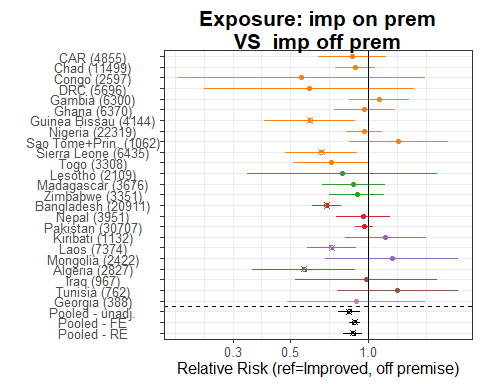 Exposure: imp on prem
VS  imp off prem
CAR (4855)
Chad (11499)
Congo (2597)
DRC (5696)
Gambia (6300)
Ghana (6370)
Guinea Bissau (4144)
Nigeria (22319)
Sao Tome+Prin. (1062)
Sierra Leone (6435)
Togo (3308)
Lesotho (2109)
Madagascar (3676)
Zimbabwe (3351)
Bangladesh (20911)
Nepal (3951)
Pakistan (30707)
Kiribati (1132)
Laos (7374)
Mongolia (2422)
Algeria (2827)
Iraq (967)
Tunisia (762)
Georgia (388)
Pooled - unadj.
Pooled - FE
Pooled - RE
0.3 0.5 1.0
Relative Risk (ref=Improved, off premise)